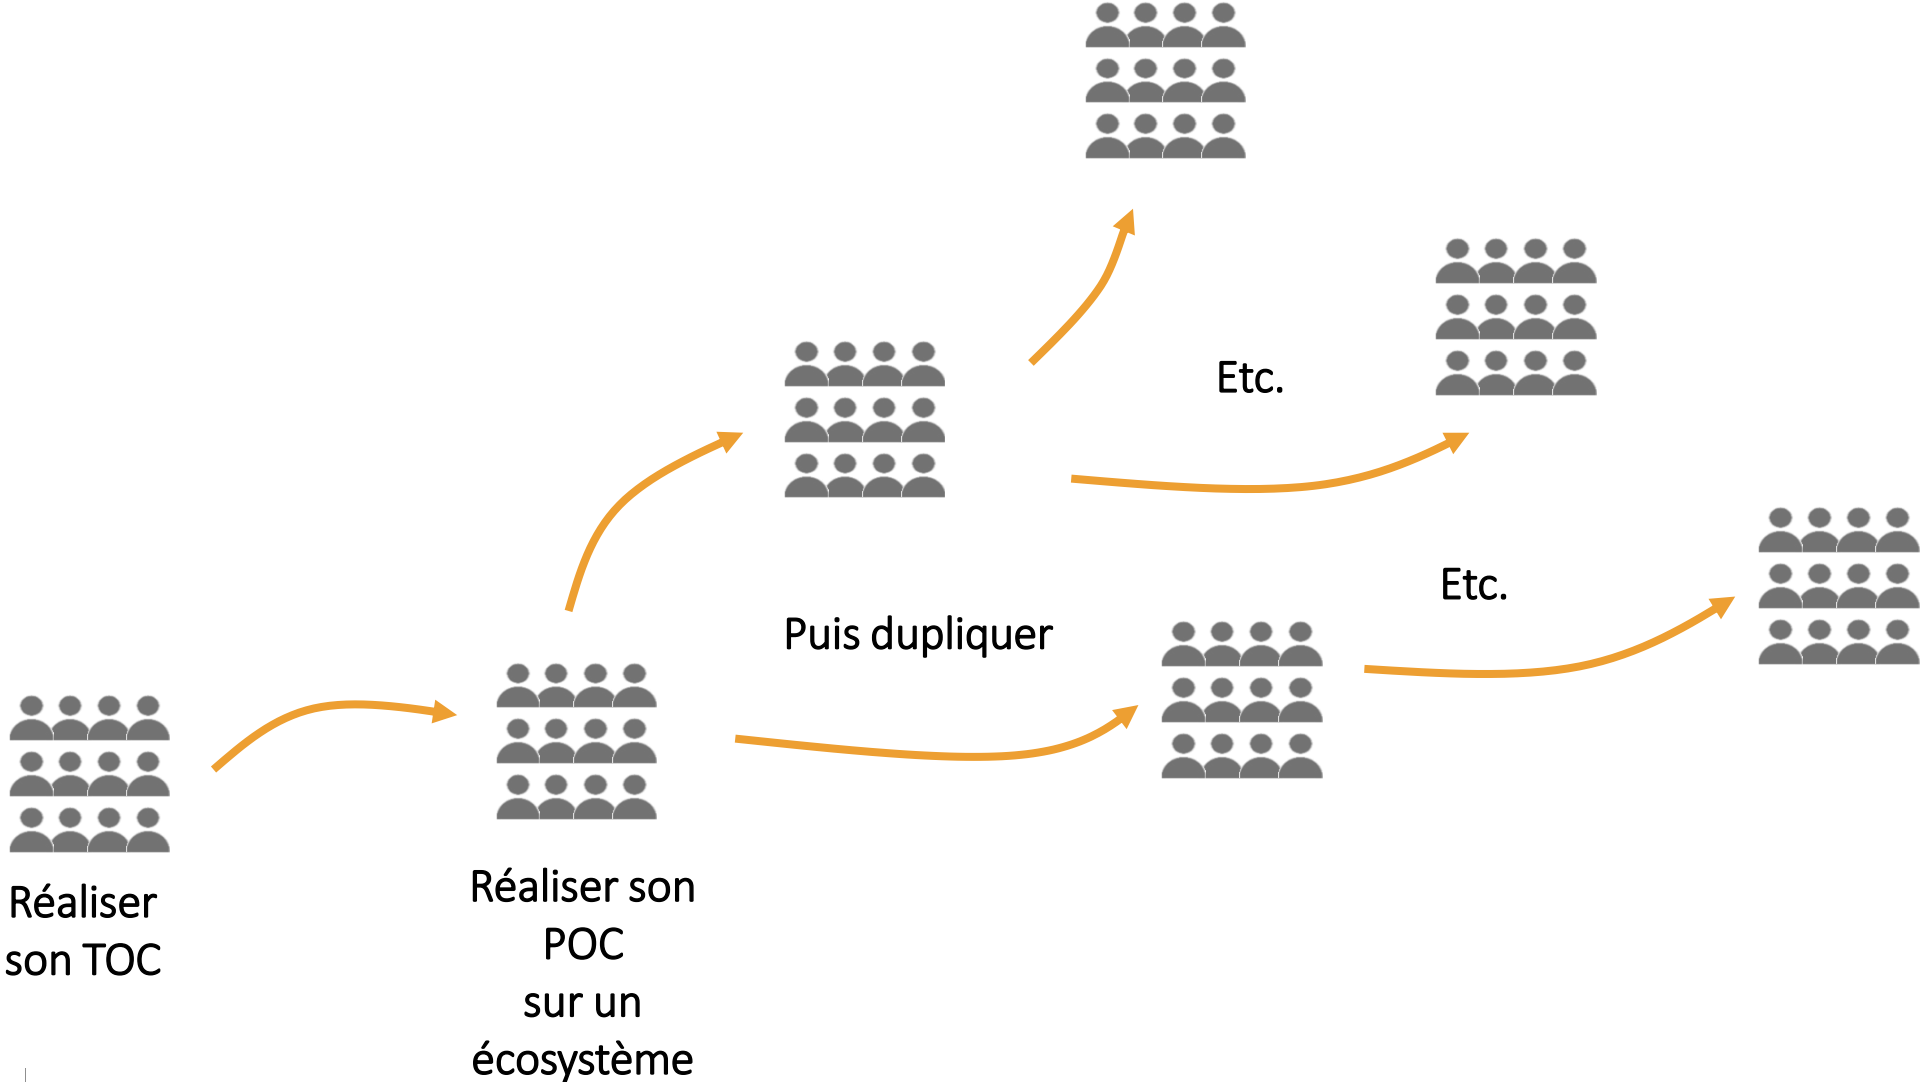 Etc.
Etc.
Puis dupliquer
Réaliser
son TOC
Réaliser son
POC
sur un
écosystème